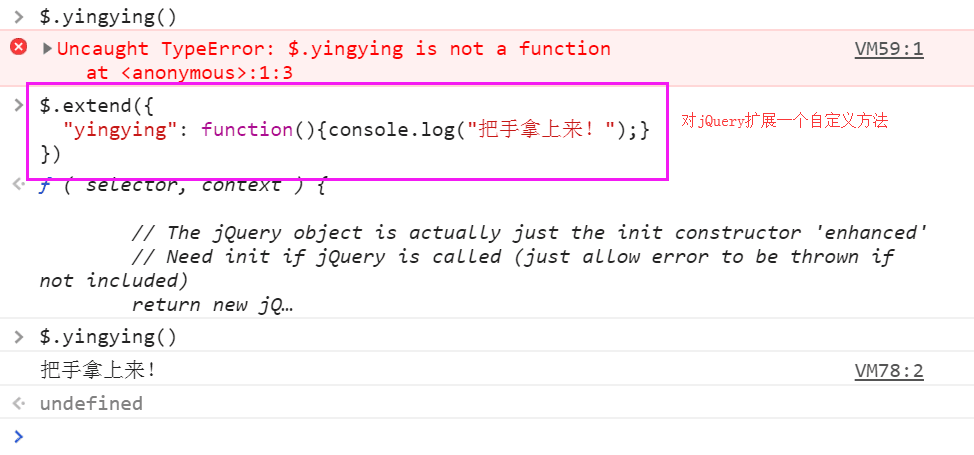 $.yingying()
Uncaught TypeError: $.yingying is not a function VM59:1
at <anonymous>:1:3
$.extend({
"yingying": function(){console.log("把手拿上来！");} 对jQuery扩展一个自定义方法
})
ƒ ( selector, context ) {
// The jQuery object is actually just the init constructor 'enhanced'
// Need init if jQuery is called (just allow error to be thrown if
not included)
return new jQ…
$.yingying()
把手拿上来！ VM78:2
undefined